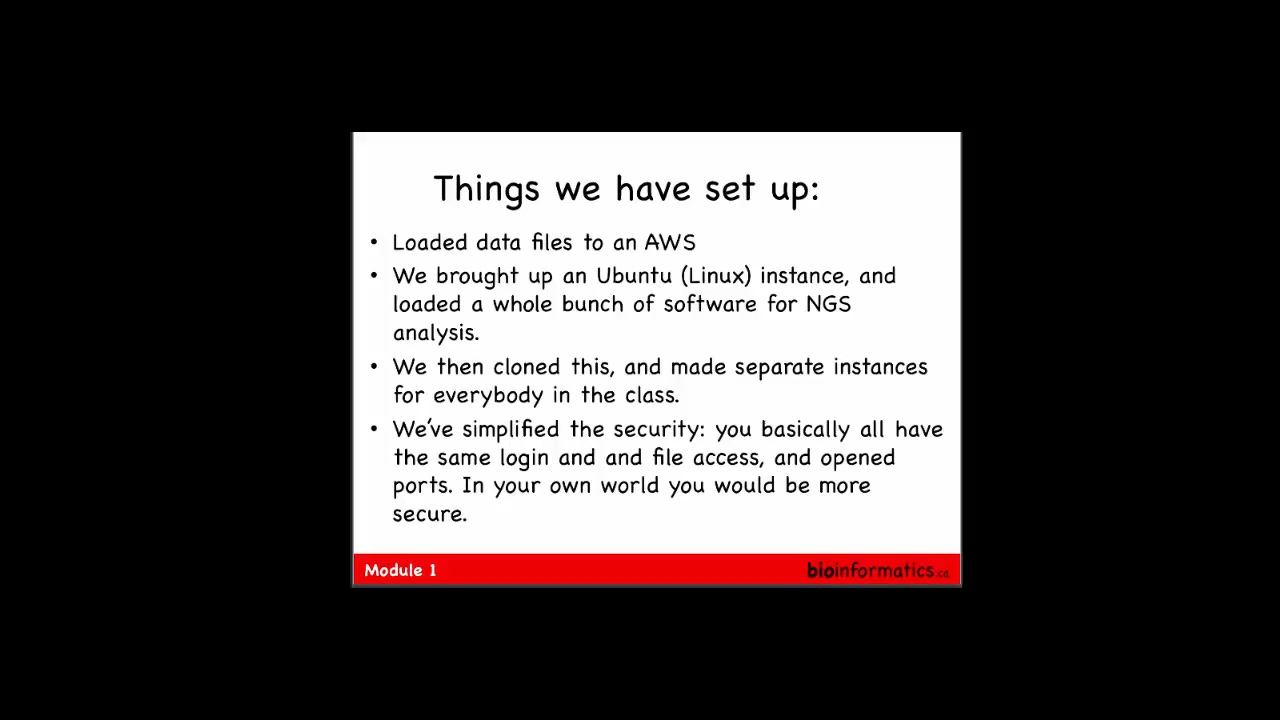 Things we have set up:
• Loaded data files to an AWS
• We brought up an Ubuntu (Linux) instance, and
loaded a whole bunch of software for NGS
analysis.
• We then cloned this, and made separate instances
for everybody in the class.
• We've simplified the security: you basically all have
the same login and and file access, and opened
ports. In your own world you would be more
secure.
Module 1
bioinformatics.ca